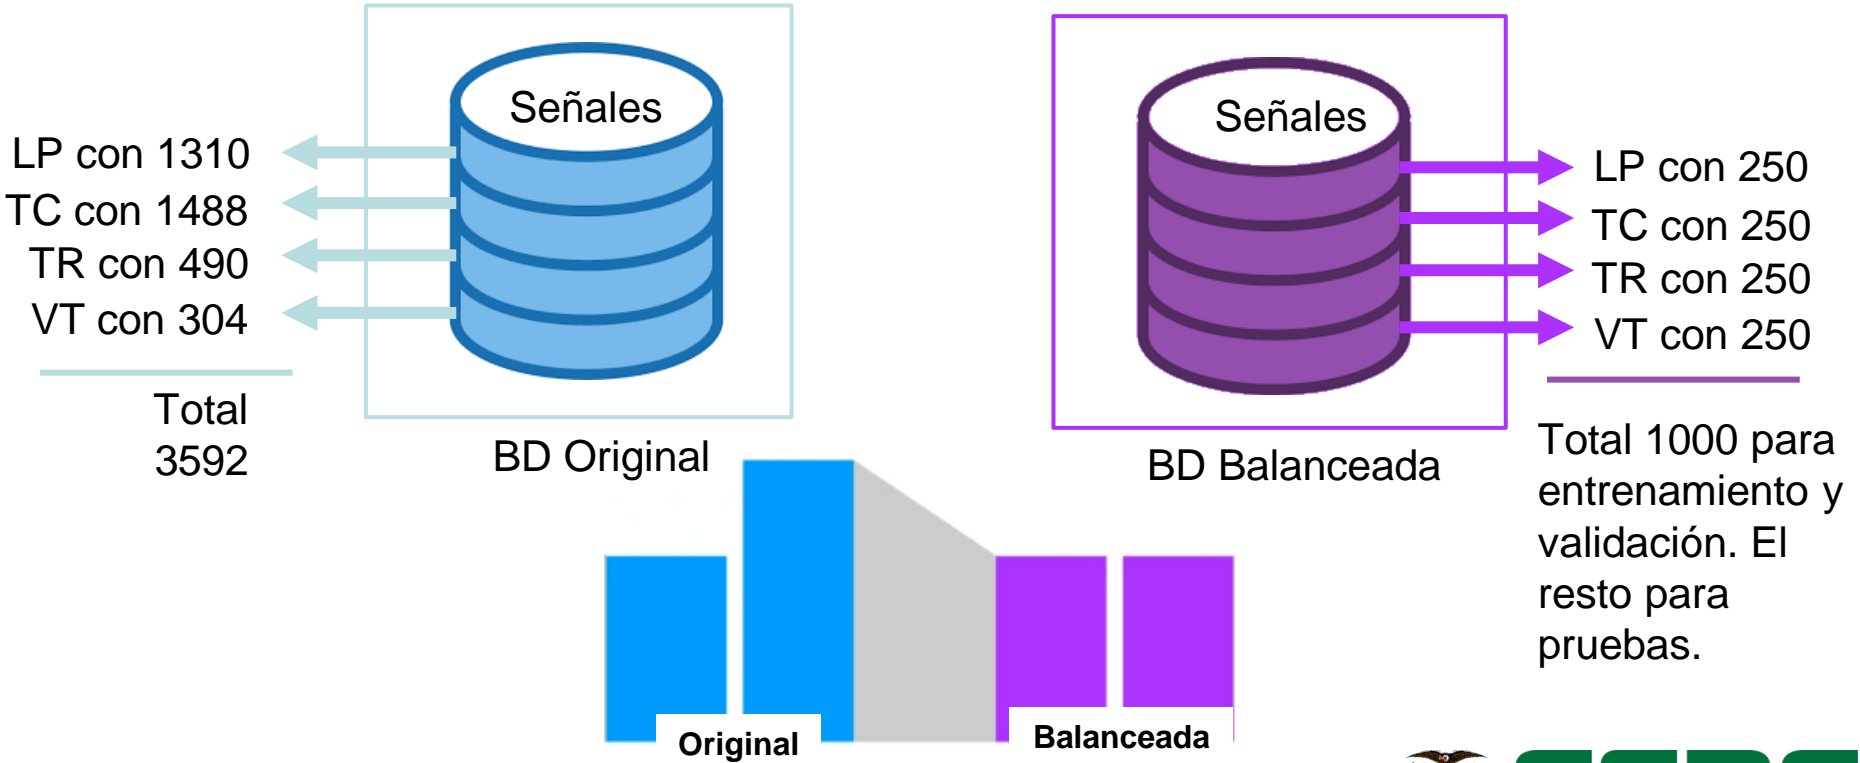 Señales
LP con 1310
TC con 1488
TR con 490
VT con 304
Total
3592
BD Original
Señales
LP con 250
TC con 250
TR con 250
VT con 250
BD Balanceada
Total 1000 para
entrenamiento y
validación. El
resto para
pruebas.
Original
Balanceada